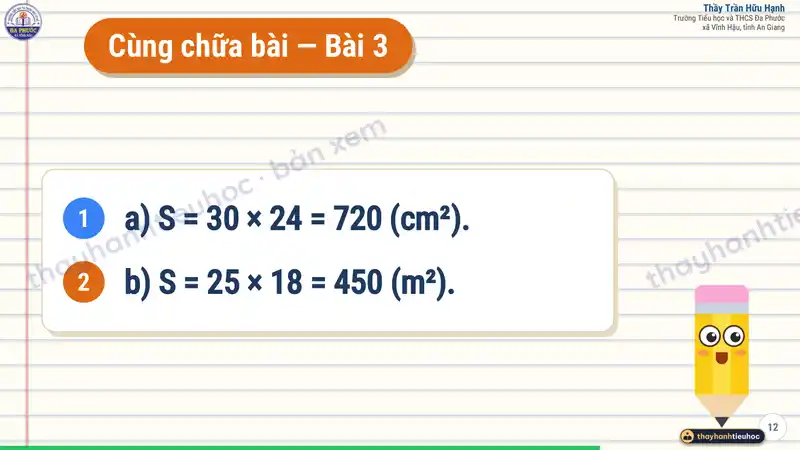 Thầy Trần Hữu Hạnh
Trường Tiểu học và THCS Đa Phước
xã Vĩnh Hậu, tỉnh An Giang
ĐA PHƯỚC
Cùng chữa bài – Bài 3
thayhanhtieuhoc · bản xem
1 a) S = 30 × 24 = 720 (cm²).
2 b) S = 25 × 18 = 450 (m²).
thayhanhtie
thayhanhtieuhoc
12